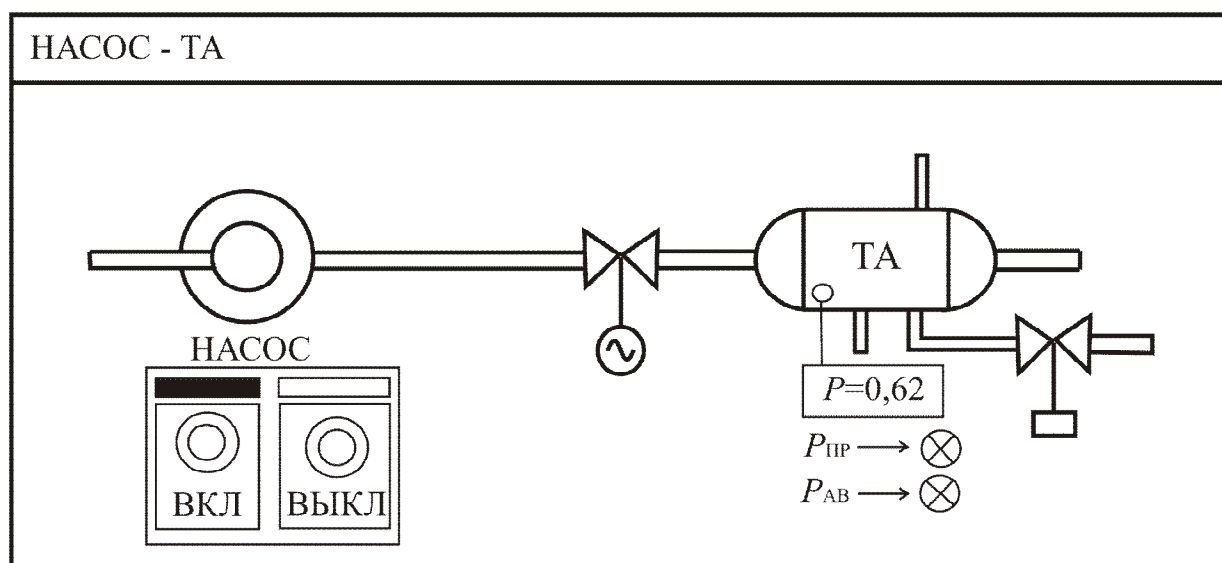 НАСОС - ТА
ТА
НАСОС
P=0,62
PПР
PАВ
ВКЛ ВЫКЛ